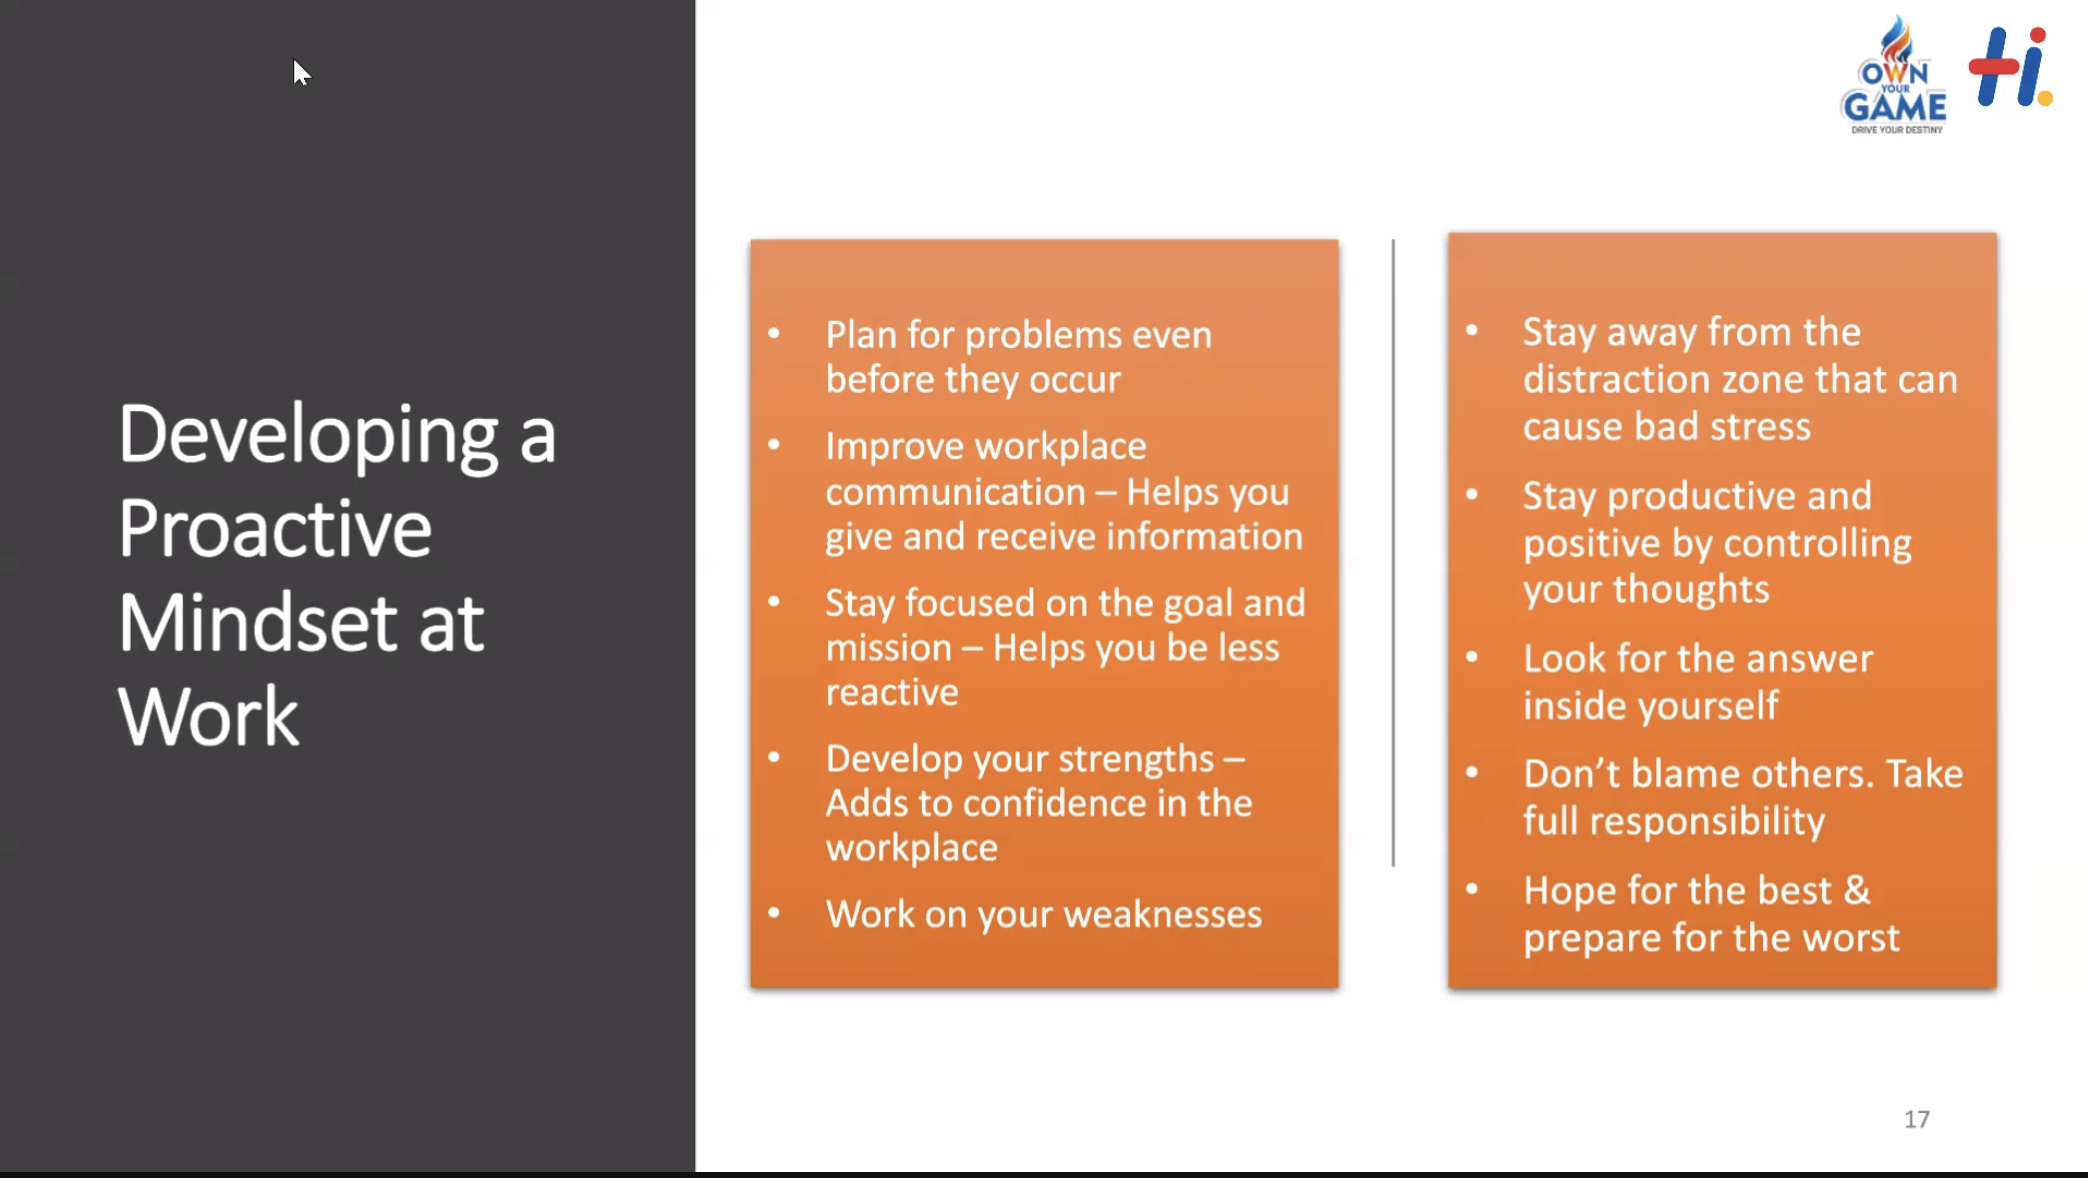 OWN
YOUR
GAME
DRIVE YOUR DESTINY
Hi.
Developing a
Proactive
Mindset at
Work
• Plan for problems even
before they occur
• Improve workplace
communication – Helps you
give and receive information
• Stay focused on the goal and
mission – Helps you be less
reactive
• Develop your strengths –
Adds to confidence in the
workplace
• Work on your weaknesses
• Stay away from the
distraction zone that can
cause bad stress
• Stay productive and
positive by controlling
your thoughts
• Look for the answer
inside yourself
• Don’t blame others. Take
full responsibility
• Hope for the best &
prepare for the worst
17